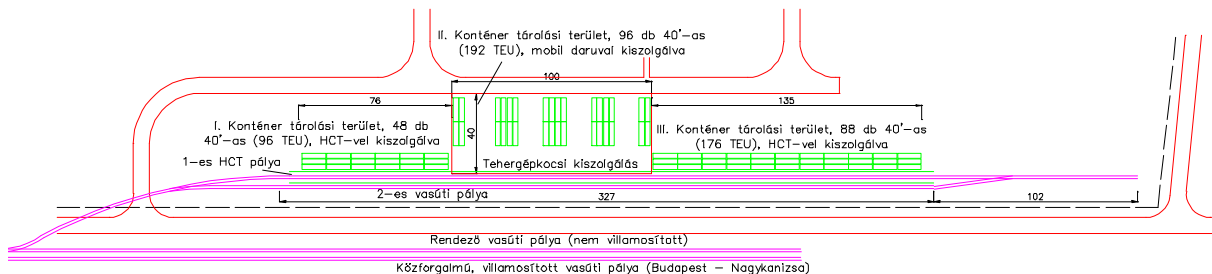 II. Konténer tárolási terület, 96 db 40'-as
(192 TEU), mobil daruval kiszolgálva
100
76
135
40
I. Konténer tárolási terület, 48 db
40'-as (96 TEU), HCT-vel kiszolgálva
III. Konténer tárolási terület, 88 db 40'-as
(176 TEU), HCT-vel kiszolgálva
1-es HCT pálya
Tehergépkocsi kiszolgálás
2-es vasúti pálya
327
102
Rendező vasúti pálya (nem villamosított)
Közforgalmú, villamosított vasúti pálya (Budapest - Nagykanizsa)